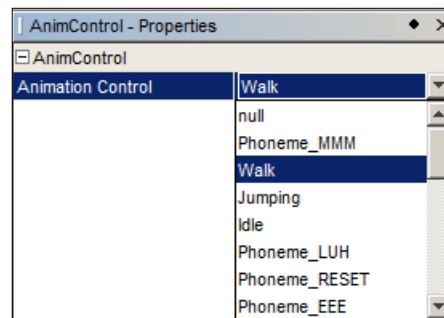 AnimControl - Properties
AnimControl
Animation Control Walk
null
Phoneme_MMM
Walk
Jumping
Idle
Phoneme_LUH
Phoneme_RESET
Phoneme_EEE